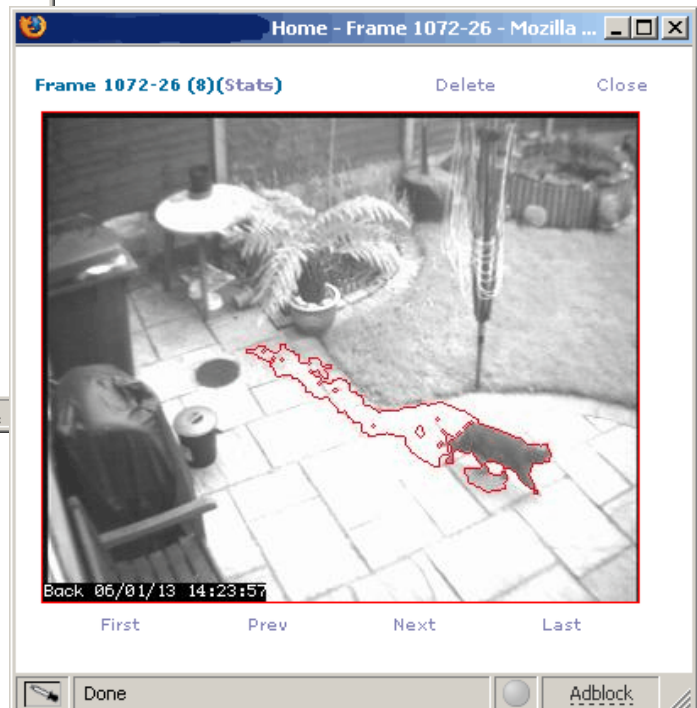 Home - Frame 1072-26 - Mozilla ...
Frame 1072-26 (8)(Stats) Delete Close
Back 06/01/13 14:23:57
First Prev Next Last
Done Adblock